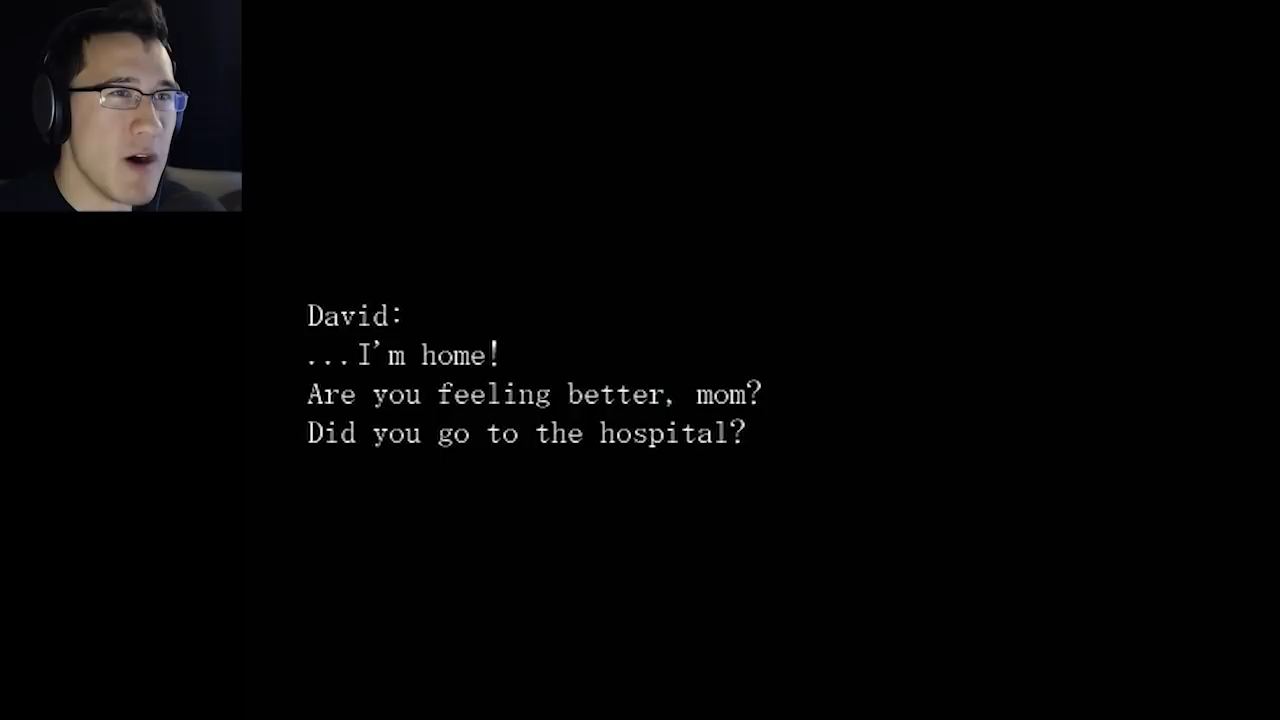 David:
...I'm home!
Are you feeling better, mom?
Did you go to the hospital?